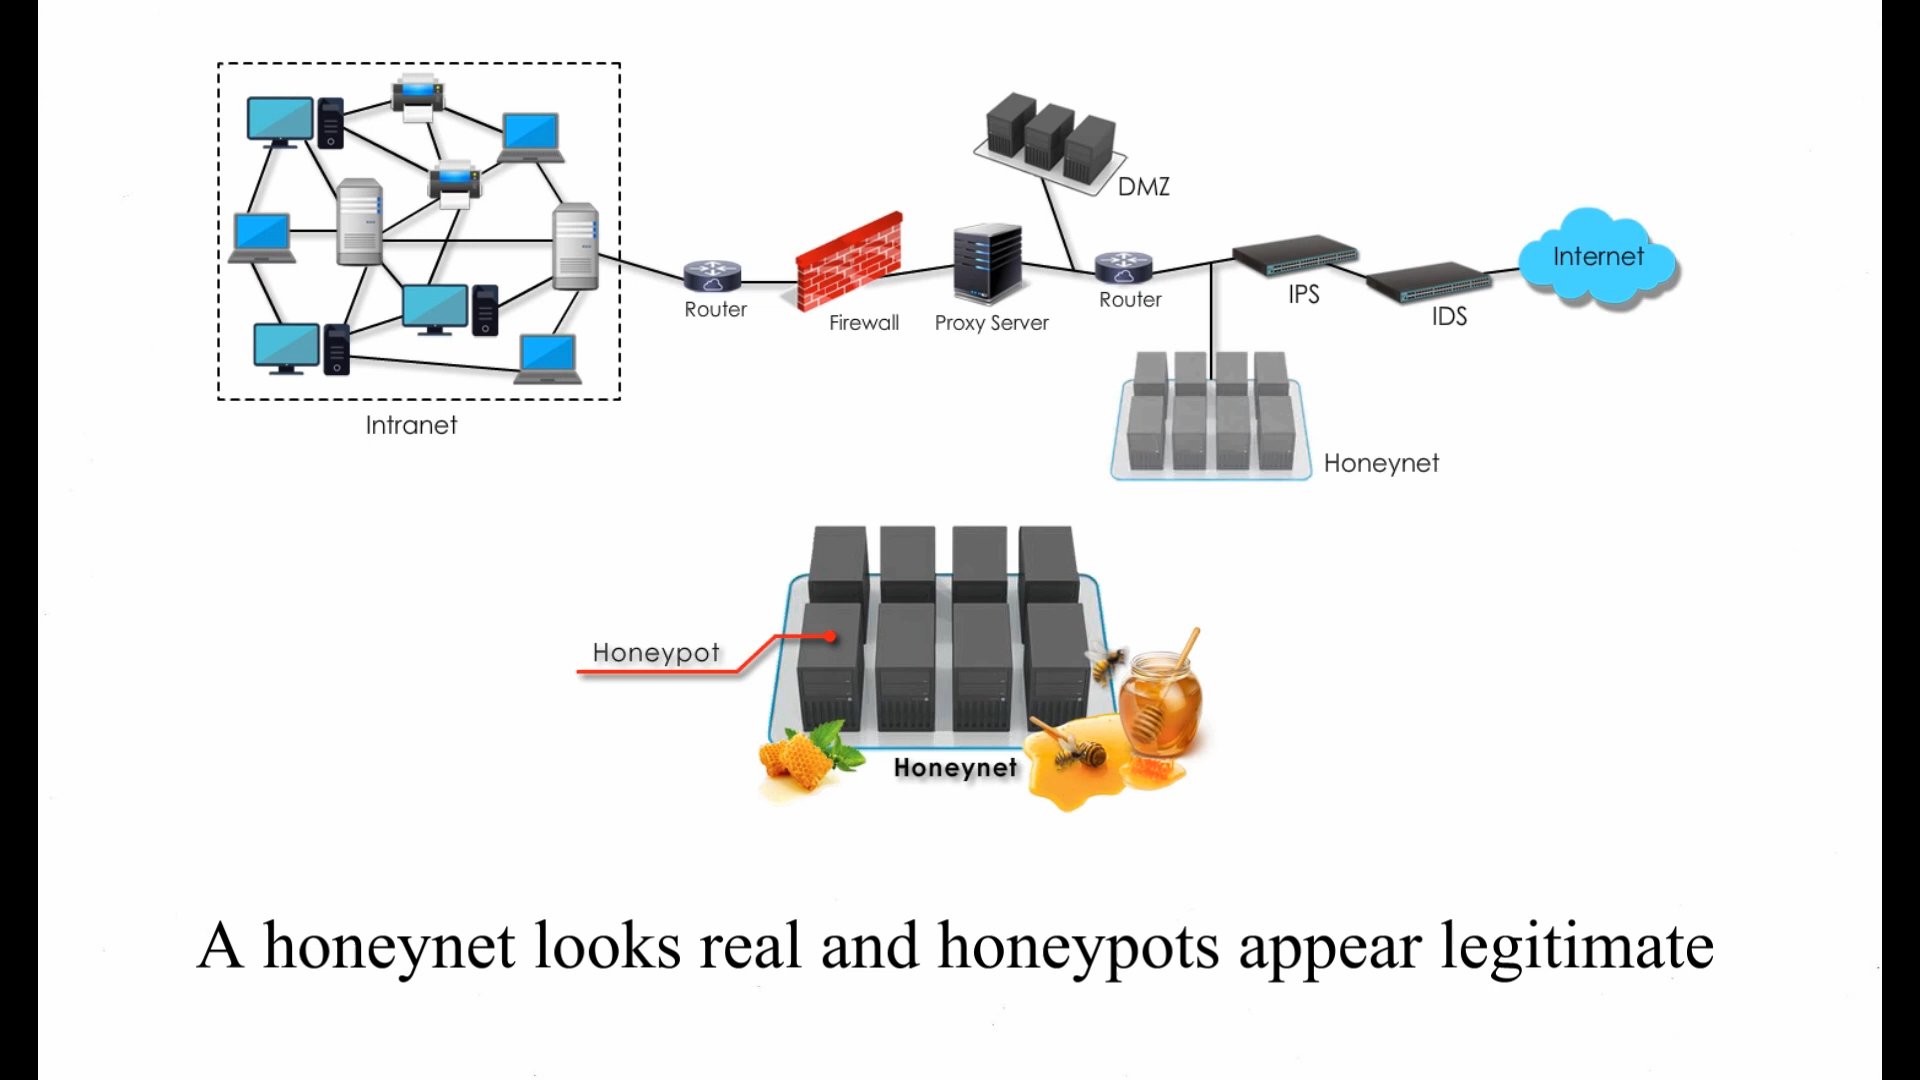 DMZ
Internet
Router
Firewall
Proxy Server
Router
IPS
IDS
Intranet
Honeynet
Honeypot
Honeynet
A honeynet looks real and honeypots appear legitimate